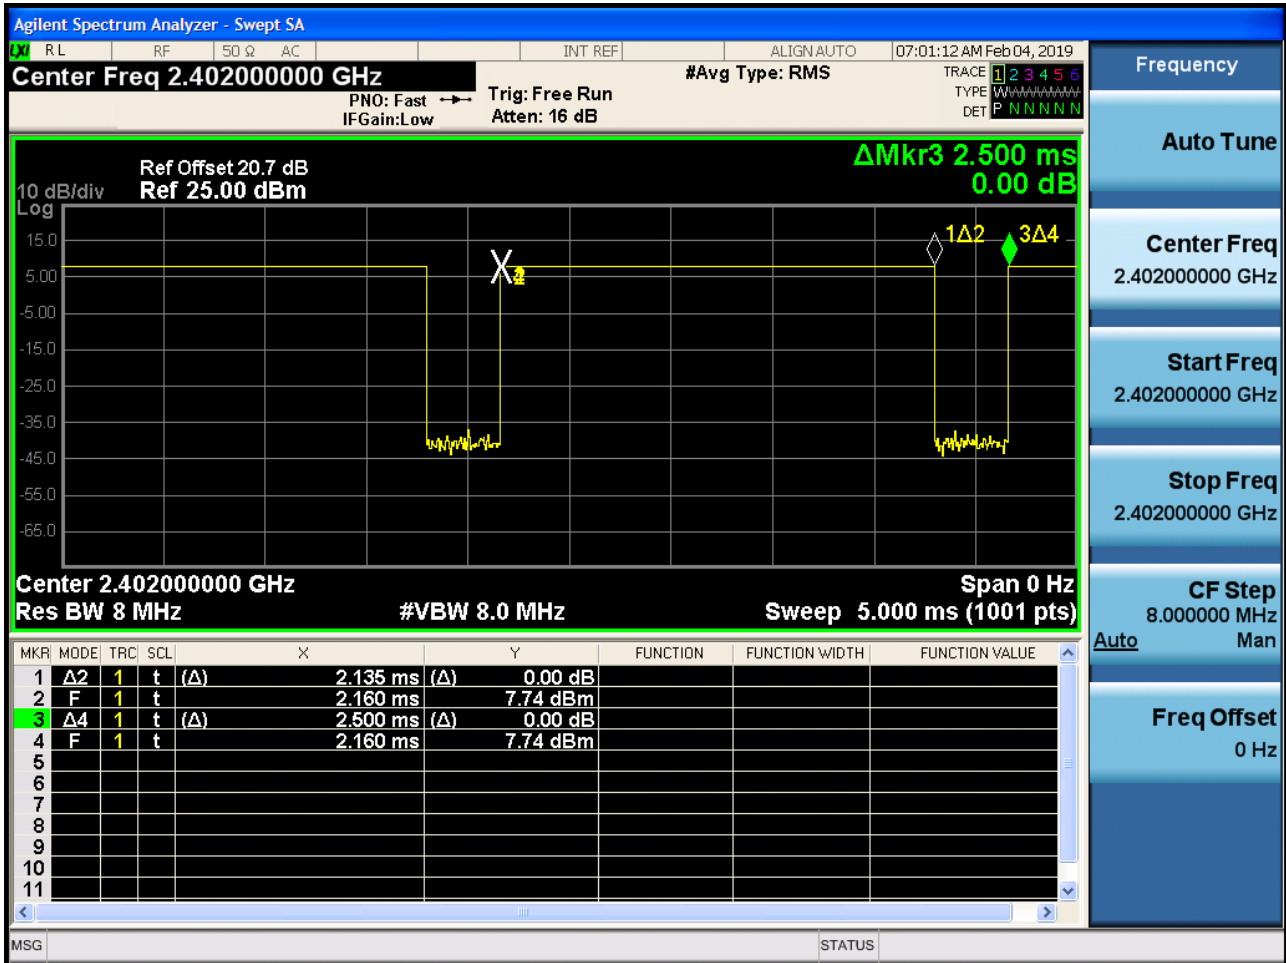 Agilent Spectrum Analyzer - Swept SA
LXI RL RF 50 Ω AC INT REF ALIGN AUTO 07:01:12 AM Feb 04, 2019
Center Freq 2.402000000 GHz
PNO: Fast
IFGain:Low
Trig: Free Run
Atten: 16 dB
#Avg Type: RMS
TRACE 1 2 3 4 5 6
TYPE W
DET P N N N N N
ΔMkr3 2.500 ms
0.00 dB
Ref Offset 20.7 dB
10 dB/div Ref 25.00 dBm
Log
15.0
5.00
-5.00
-15.0
-25.0
-35.0
-45.0
-55.0
-65.0
1Δ2
3Δ4
Center 2.402000000 GHz Span 0 Hz
Res BW 8 MHz #VBW 8.0 MHz Sweep 5.000 ms (1001 pts)
MKR MODE TRC SCL X Y FUNCTION FUNCTION WIDTH FUNCTION VALUE
1 Δ2 1 t (Δ) 2.135 ms (Δ) 0.00 dB
2 F 1 t 2.160 ms 7.74 dBm
3 Δ4 1 t (Δ) 2.500 ms (Δ) 0.00 dB
4 F 1 t 2.160 ms 7.74 dBm
5
6
7
8
9
10
11
MSG STATUS
Frequency
Auto Tune
Center Freq
2.402000000 GHz
Start Freq
2.402000000 GHz
Stop Freq
2.402000000 GHz
CF Step
8.000000 MHz
Auto Man
Freq Offset
0 Hz